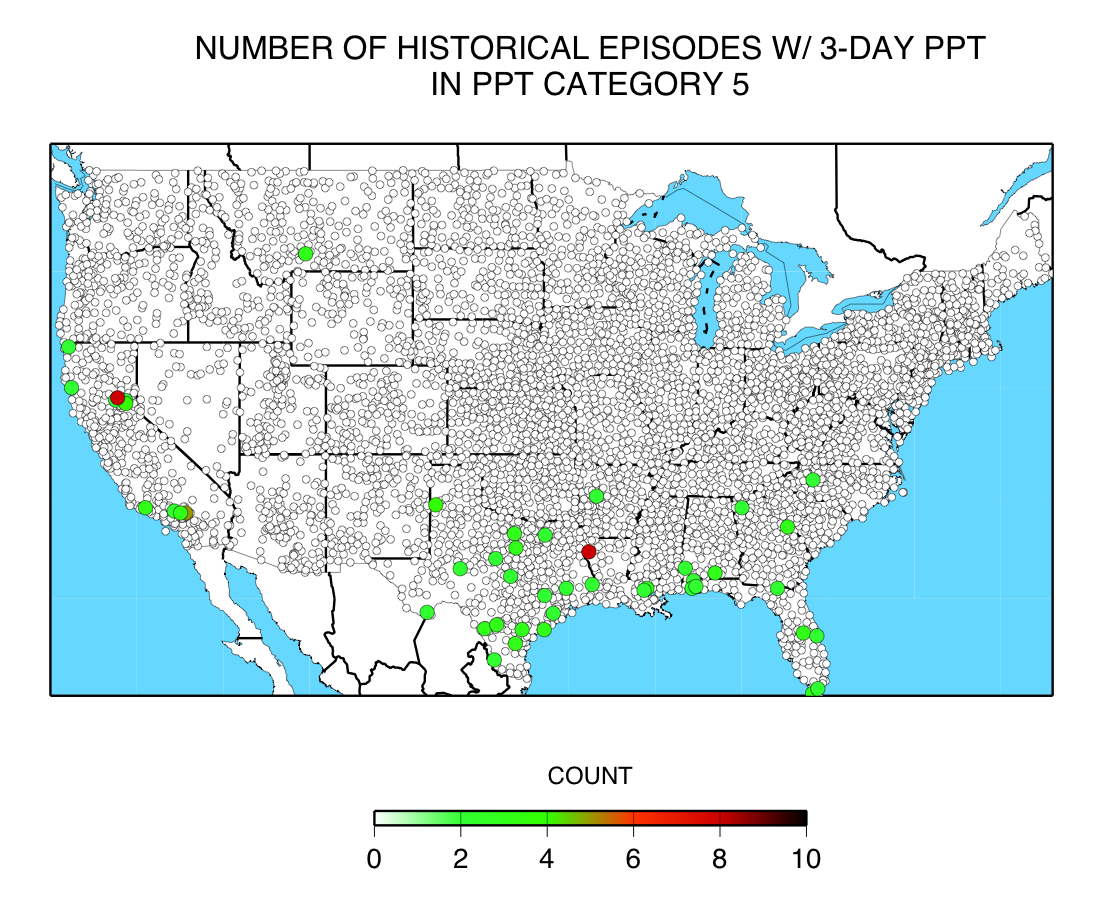 NUMBER OF HISTORICAL EPISODES W/ 3-DAY PPT
IN PPT CATEGORY 5
COUNT
0 2 4 6 8 10